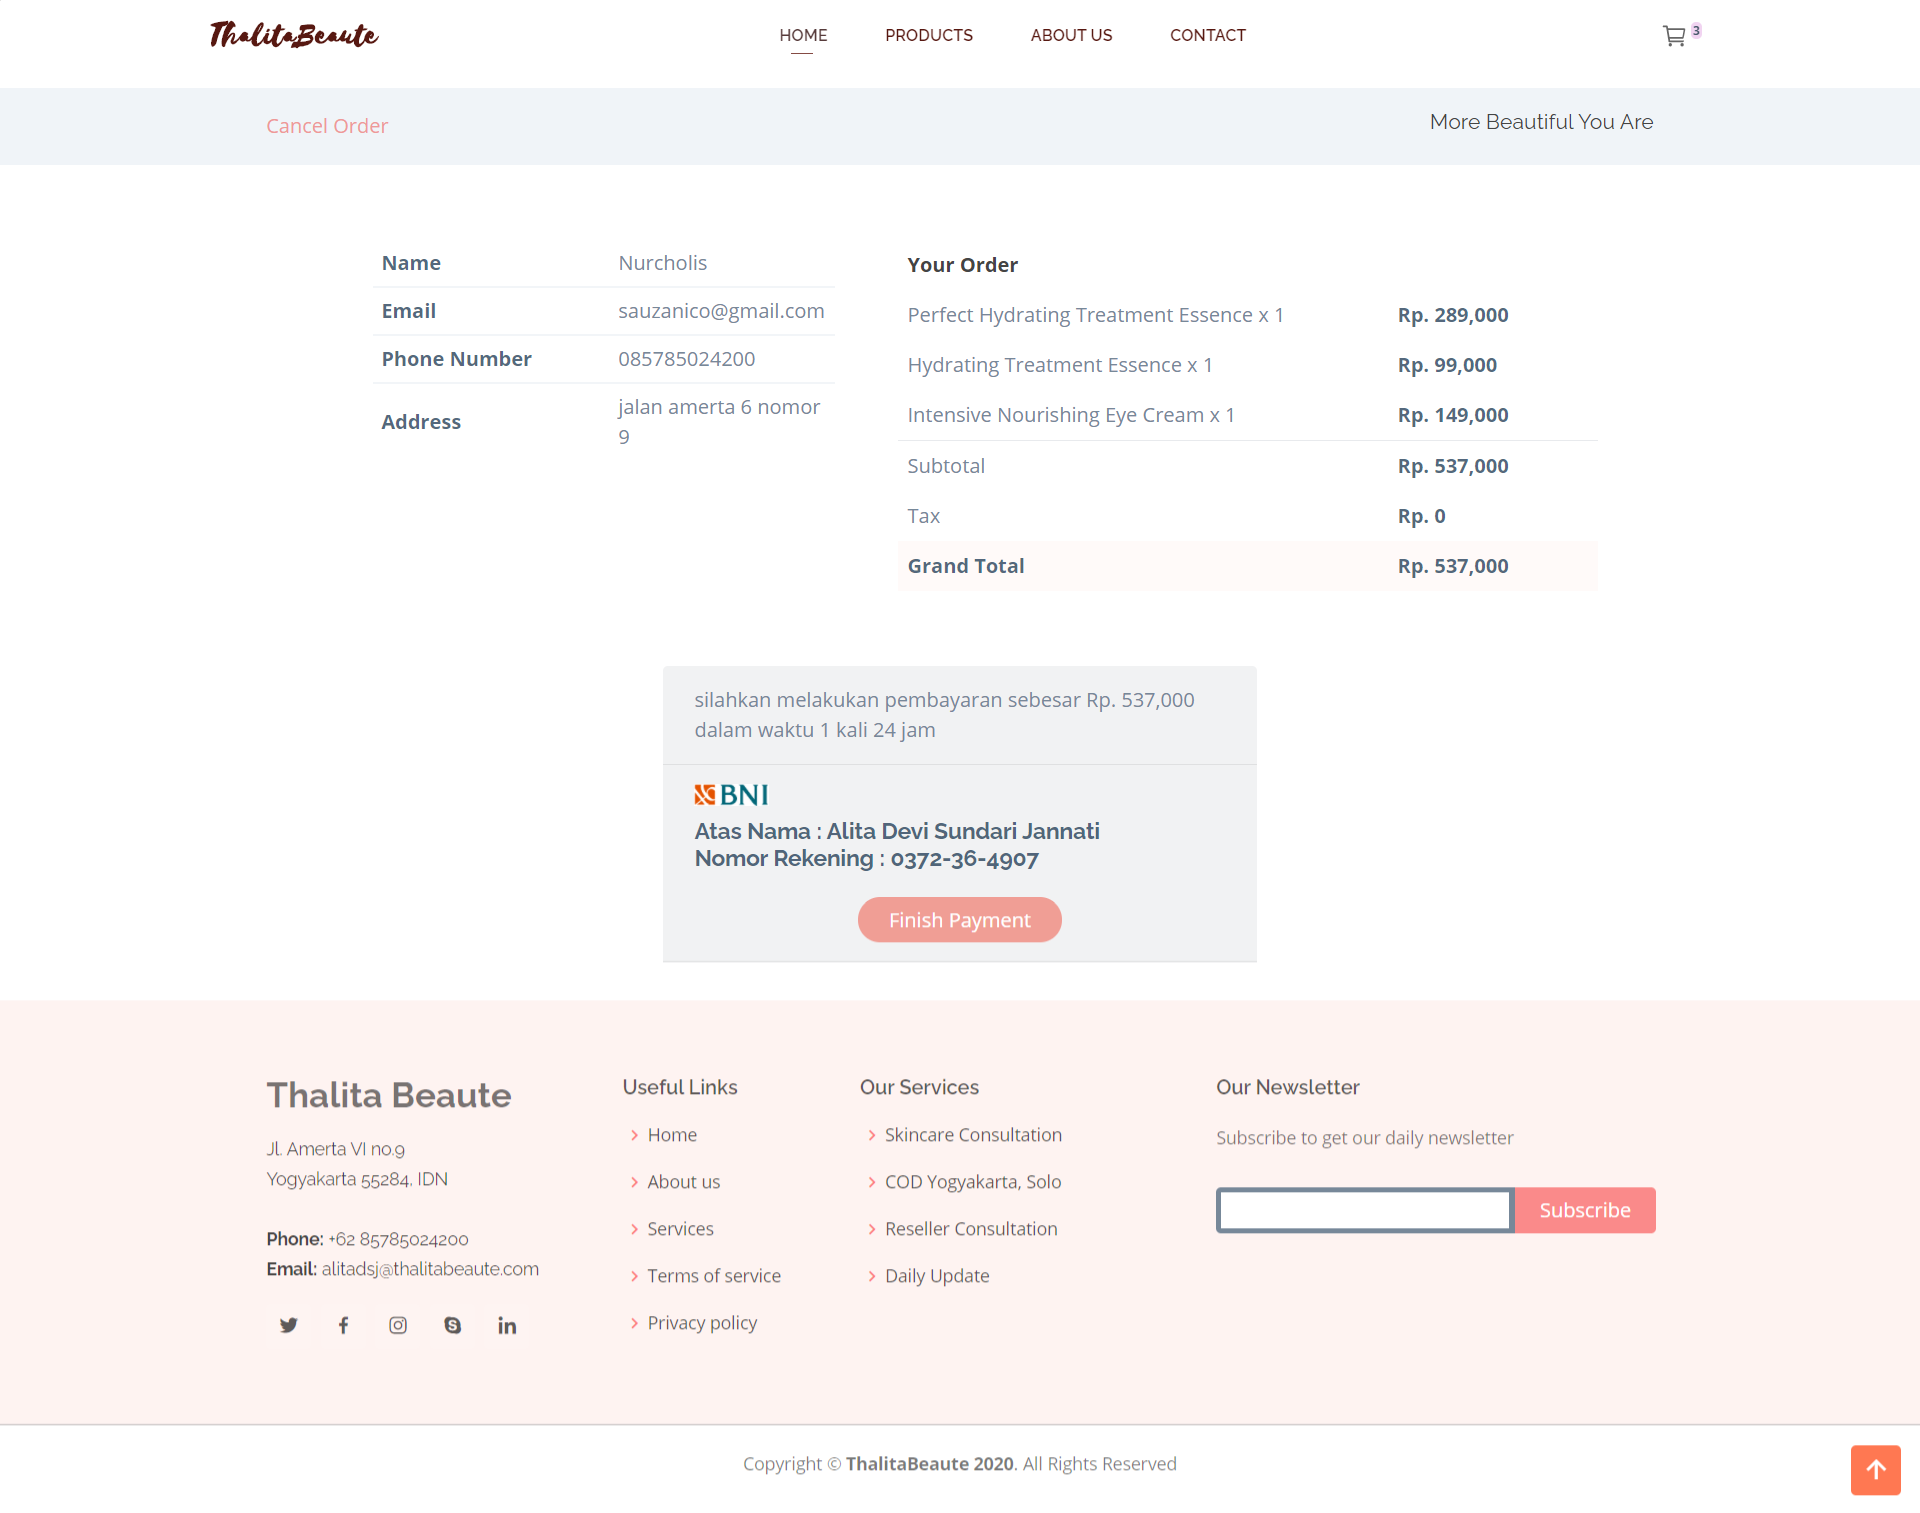 ThalitaBeaute
HOME
PRODUCTS
ABOUT US
CONTACT
3
Cancel Order
More Beautiful You Are
Name Nurcholis
Email sauzanico@gmail.com
Phone Number 085785024200
Address jalan amerta 6 nomor
9
Your Order
Perfect Hydrating Treatment Essence x 1 Rp. 289,000
Hydrating Treatment Essence x 1 Rp. 99,000
Intensive Nourishing Eye Cream x 1 Rp. 149,000
Subtotal Rp. 537,000
Tax Rp. 0
Grand Total Rp. 537,000
silahkan melakukan pembayaran sebesar Rp. 537,000
dalam waktu 1 kali 24 jam
BNI
Atas Nama : Alita Devi Sundari Jannati
Nomor Rekening : 0372-36-4907
Finish Payment
Thalita Beaute
Jl. Amerta VI no.9
Yogyakarta 55284, IDN
Phone: +62 85785024200
Email: alitadsj@thalitabeaute.com
Useful Links
Home
About us
Services
Terms of service
Privacy policy
Our Services
Skincare Consultation
COD Yogyakarta, Solo
Reseller Consultation
Daily Update
Our Newsletter
Subscribe to get our daily newsletter
Subscribe
Copyright © ThalitaBeaute 2020. All Rights Reserved